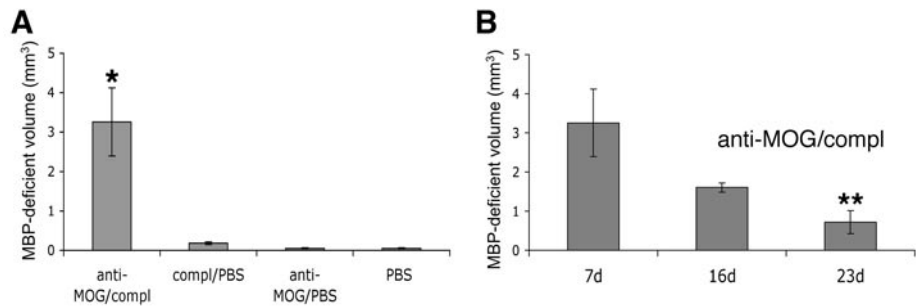 A
MBP-deficient volume (mm³)
5
4
3
2
1
0
*
anti-
MOG/compl
compl/PBS
anti-
MOG/PBS
PBS
B
MBP-deficient volume (mm³)
5
4
3
2
1
0
anti-MOG/compl
**
7d
16d
23d